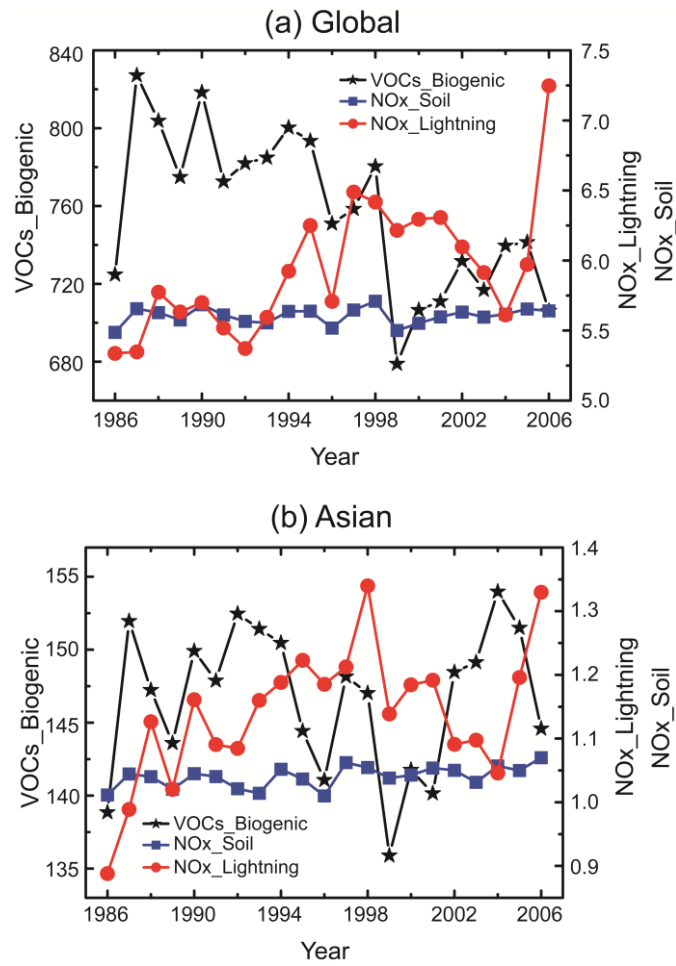 (a) Global
840
800
760
720
680
VOCs_Biogenic
VOCs_Biogenic
NOx_Soil
NOx_Lightning
7.5
7.0
6.5
6.0
5.5
5.0
NOx_Lightning
NOx_Soil
1986 1990 1994 1998 2002 2006
Year
(b) Asian
155
150
145
140
135
VOCs_Biogenic
VOCs_Biogenic
NOx_Soil
NOx_Lightning
1.4
1.3
1.2
1.1
1.0
0.9
NOx_Lightning
NOx_Soil
1986 1990 1994 1998 2002 2006
Year